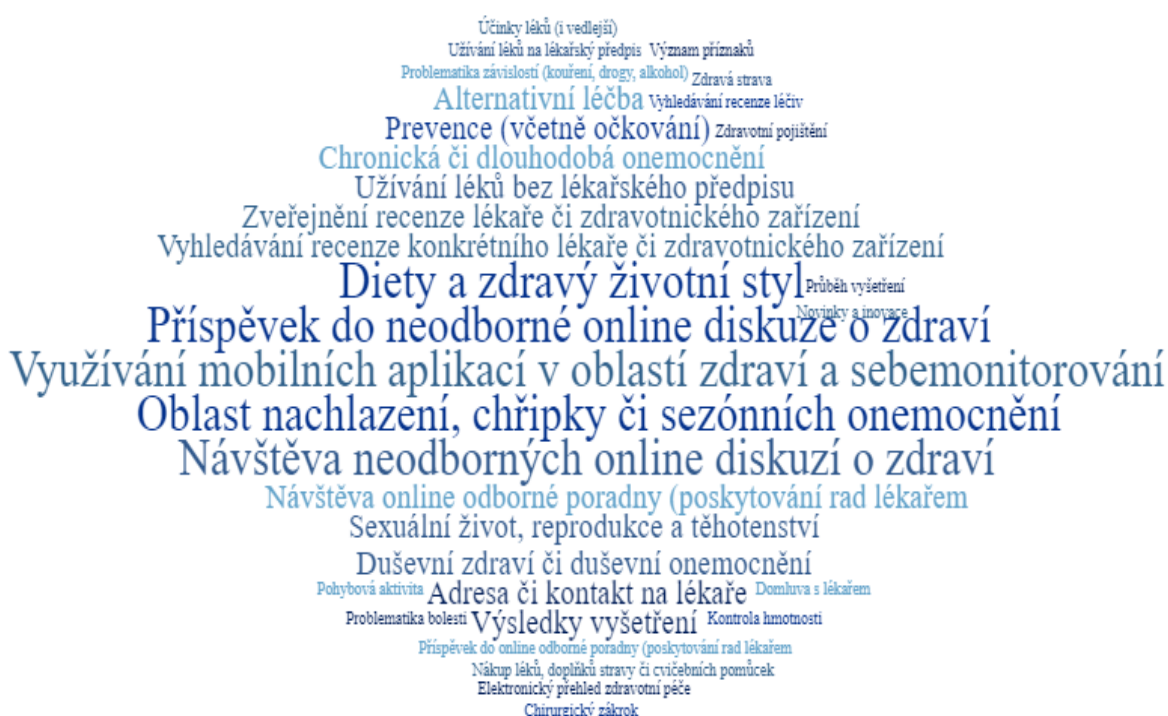 Účinky léků (i vedlejší)
Užívání léků na lékařský předpis Význam příznaků
Problematika závislostí (kouření, drogy, alkohol) Zdravá strava
Alternativní léčba Vyhledávání recenze léčiv
Prevence (včetně očkování) Zdravotní pojištění
Chronická či dlouhodobá onemocnění
Užívání léků bez lékařského předpisu
Zveřejnění recenze lékaře či zdravotnického zařízení
Vyhledávání recenze konkrétního lékaře či zdravotnického zařízení
Diety a zdravý životní styl Průběh vyšetření
Novinky a inovace
Příspěvek do neodborné online diskuze o zdraví
Využívání mobilních aplikací v oblastí zdraví a sebemonitorování
Oblast nachlazení, chřipky či sezónních onemocnění
Návštěva neodborných online diskuzí o zdraví
Návštěva online odborné poradny (poskytování rad lékařem
Sexuální život, reprodukce a těhotenství
Duševní zdraví či duševní onemocnění
Pohybová aktivita Adresa či kontakt na lékaře Domluva s lékařem
Problematika bolesti Výsledky vyšetření Kontrola hmotnosti
Příspěvek do online odborné poradny (poskytování rad lékařem
Nákup léků, doplňků stravy či cvičebních pomůcek
Elektronický přehled zdravotní péče
Chirurgický zákrok